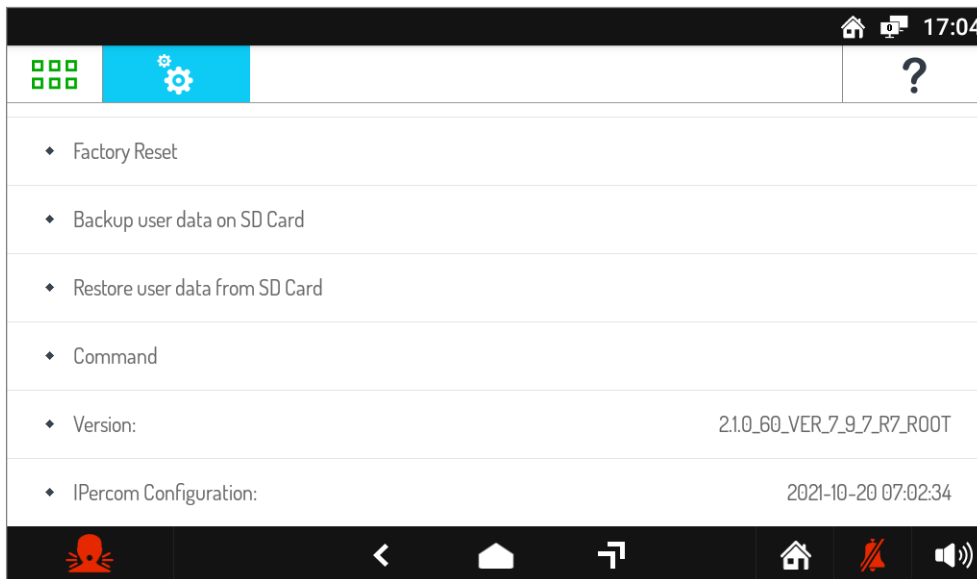 0 17:04
?
Factory Reset
Backup user data on SD Card
Restore user data from SD Card
Command
Version: 2.1.0_60_VER_7_9_7_R7_ROOT
IPercom Configuration: 2021-10-20 07:02:34